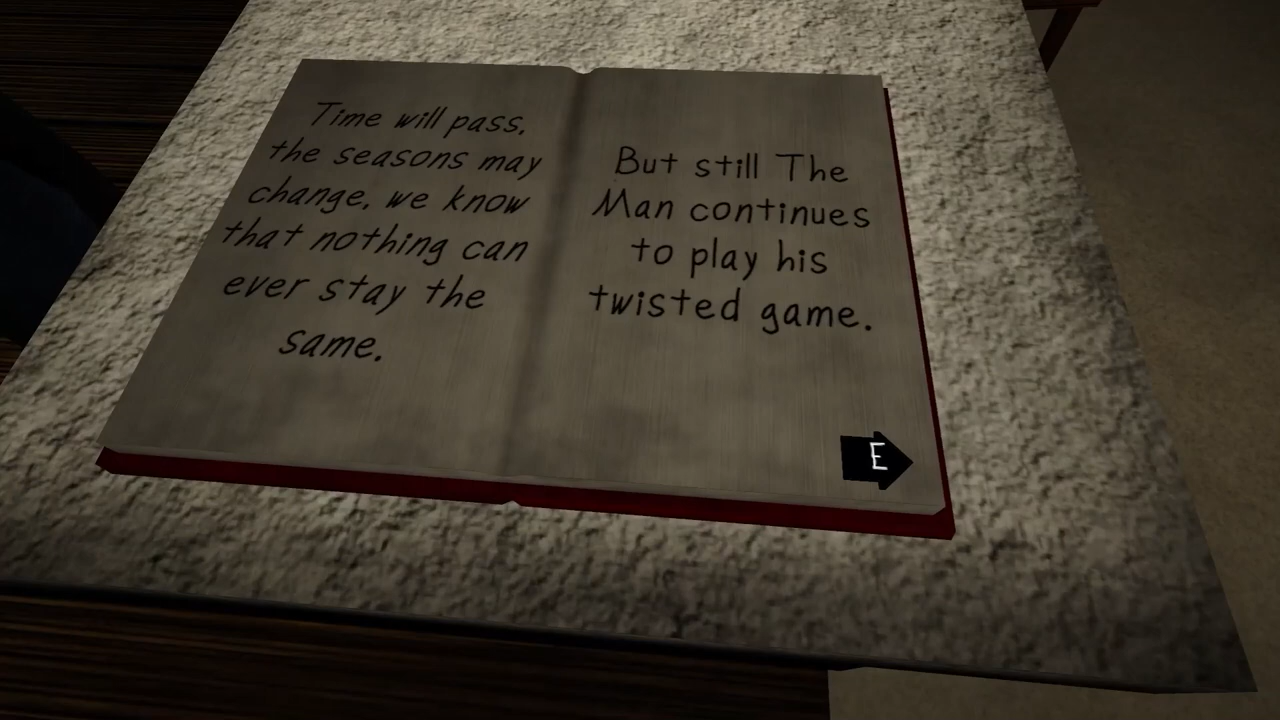 Time will pass,
the seasons may
change, we know
that nothing can
ever stay the
same.
But still The
Man continues
to play his
twisted game.
E